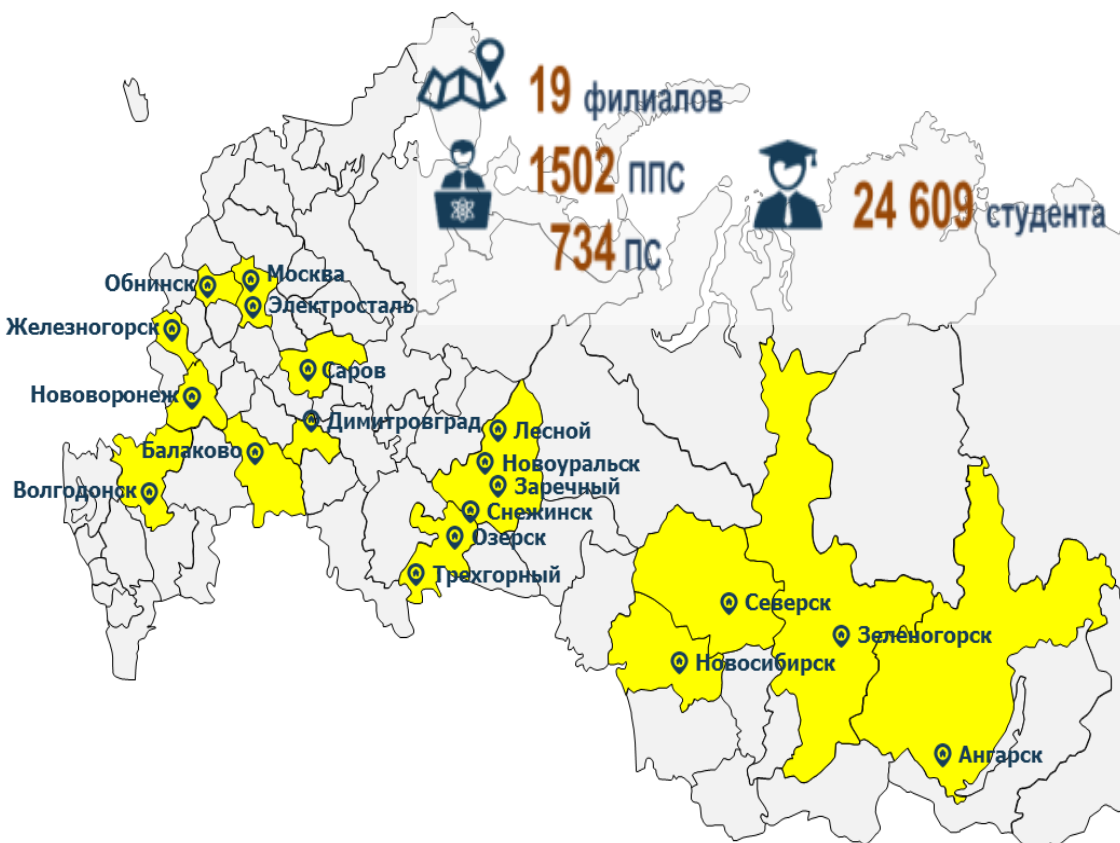 19 филиалов
1502 ппс
734 ПС
24 609 студента
Москва
Обнинск
Электросталь
Железногорск
Саров
Нововоронеж
Димитровград
Лесной
Балаково
Новоуральск
Заречный
Волгодонск
Снежинск
Озерск
Трехгорный
Северск
Зеленогорск
Новосибирск
Ангарск